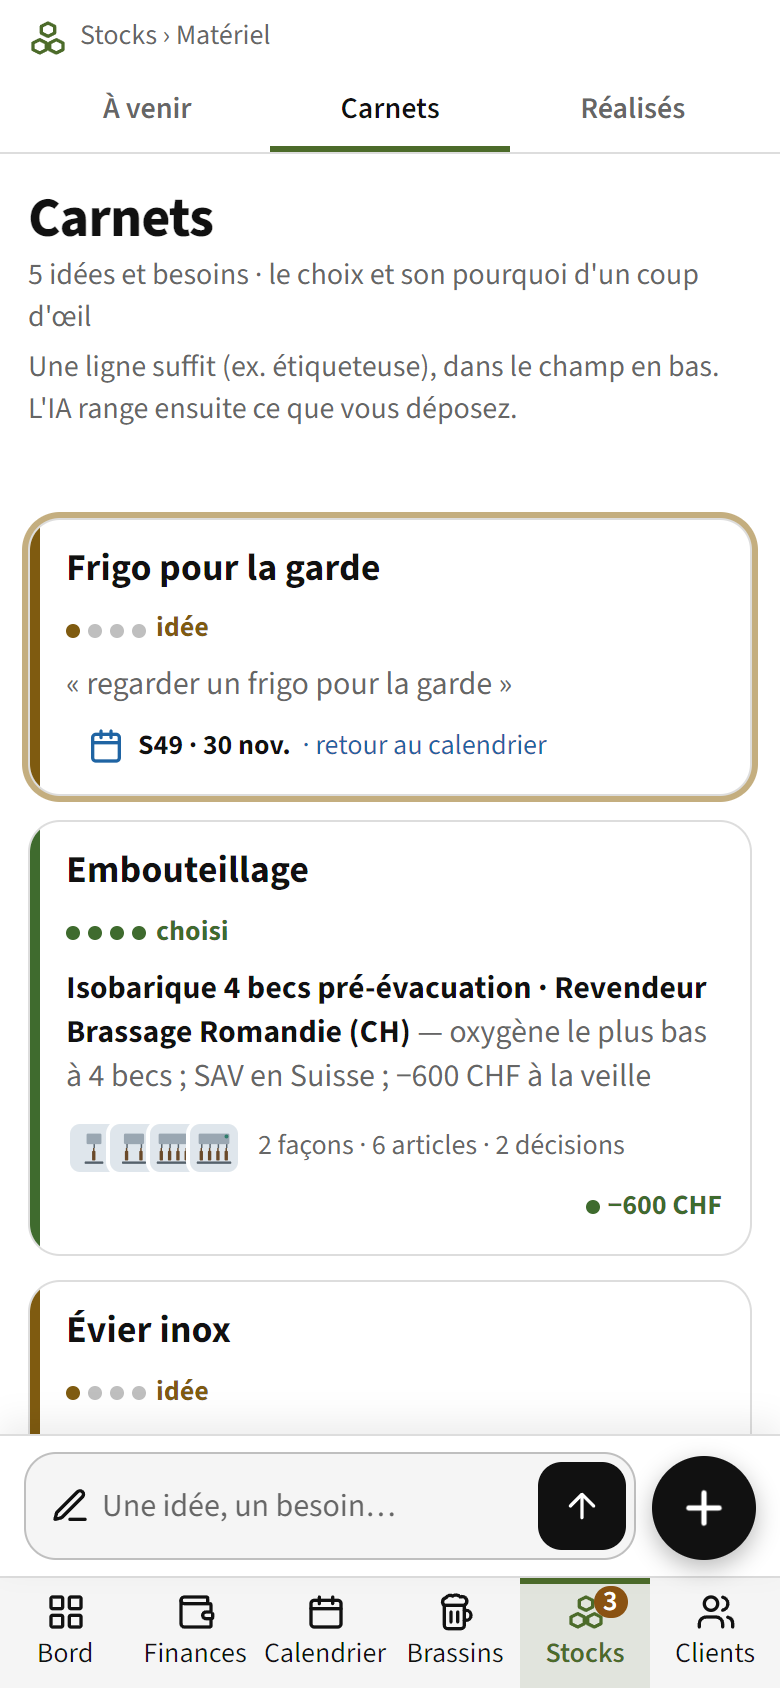 Stocks › Matériel
À venir
Carnets
Réalisés
Carnets
5 idées et besoins · le choix et son pourquoi d'un coup
d'œil
Une ligne suffit (ex. étiqueteuse), dans le champ en bas.
L'IA range ensuite ce que vous déposez.
Frigo pour la garde
idée
« regarder un frigo pour la garde »
S49 · 30 nov. · retour au calendrier
Embouteillage
choisi
Isobarique 4 becs pré-évacuation · Revendeur
Brassage Romandie (CH) — oxygène le plus bas
à 4 becs ; SAV en Suisse ; −600 CHF à la veille
2 façons · 6 articles · 2 décisions
−600 CHF
Évier inox
idée
Une idée, un besoin…
3
Bord
Finances
Calendrier
Brassins
Stocks
Clients